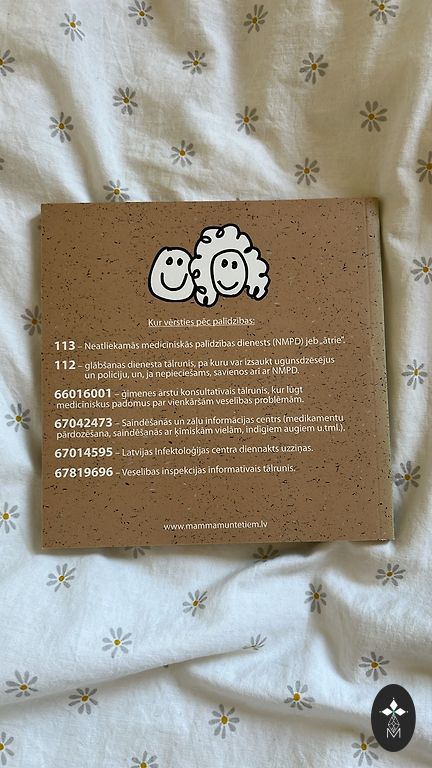 Kur vērsties pēc palīdzības:
113 – Neatliekamās medicīniskās palīdzības dienests (NMPD) jeb „ātrie”.
112 – glābšanas dienesta tālrunis, pa kuru var izsaukt ugunsdzēsējus
un policiju, un, ja nepieciešams, savienos arī ar NMPD.
66016001 – ģimenes ārstu konsultatīvais tālrunis, kur lūgt
medicīniskus padomus par vienkāršām veselības problēmām.
67042473 – Saindēšanās un zāļu informācijas centrs (medikamentu
pārdozēšana, saindēšanās ar ķīmiskām vielām, indīgiem augiem u.tml.).
67014595 – Latvijas Infektoloģijas centra diennakts uzziņas.
67819696 – Veselības inspekcijas informatīvais tālrunis.
www.mammamuntetiem.lv
M